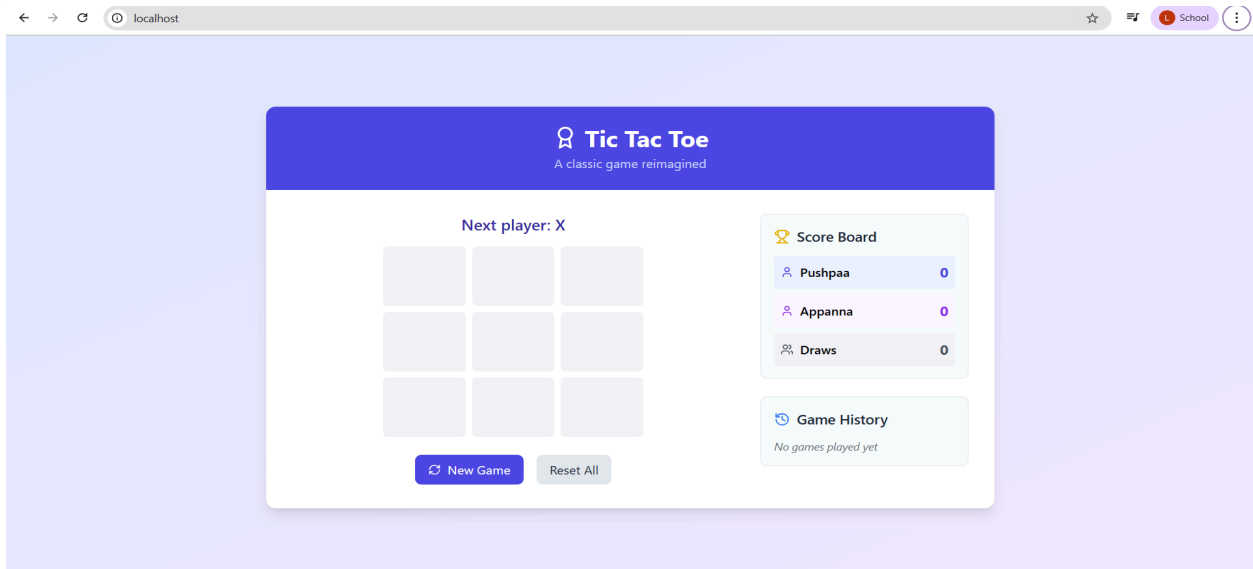 localhost
L School
Tic Tac Toe
A classic game reimagined
Next player: X
New Game Reset All
Score Board
Pushpaa 0
Appanna 0
Draws 0
Game History
No games played yet